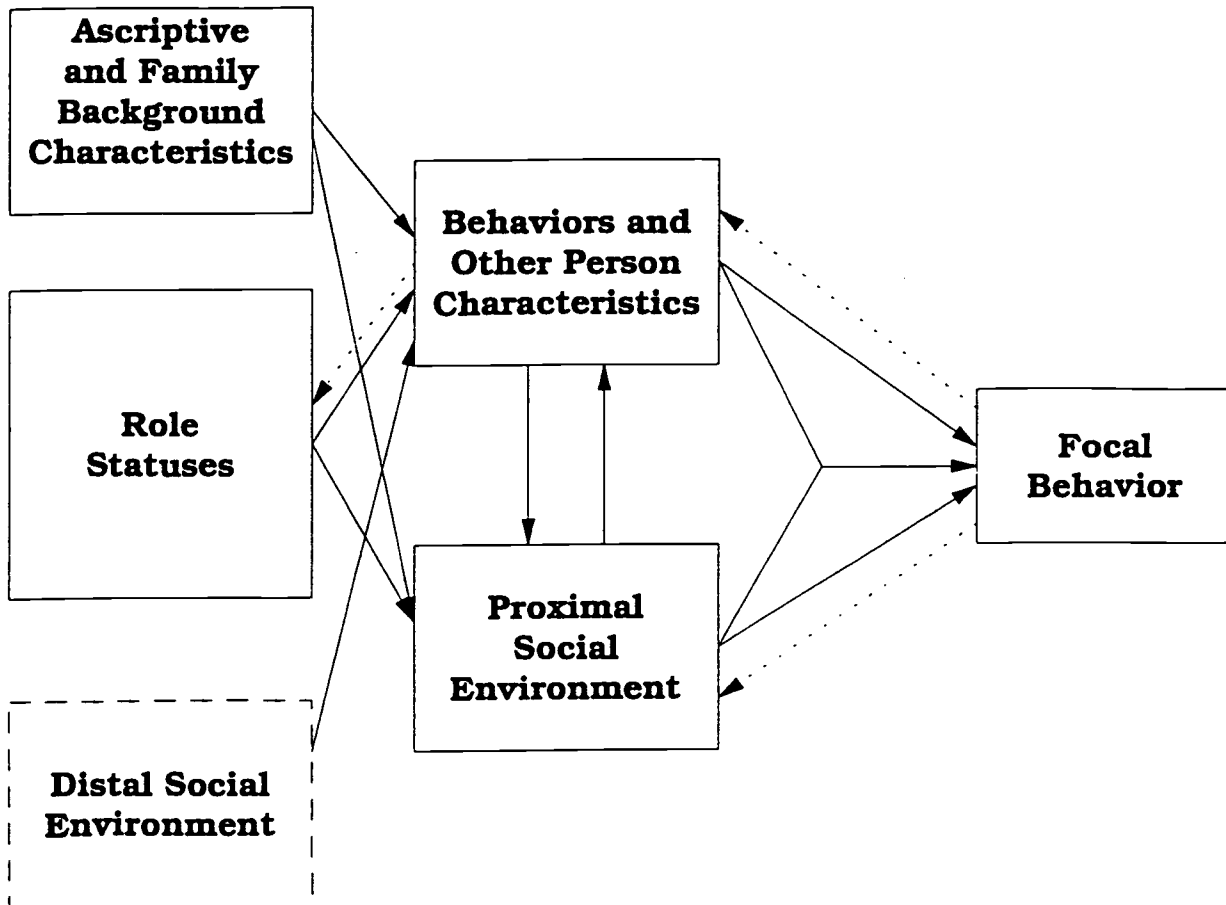 Ascriptive
and Family
Background
Characteristics
Behaviors and
Other Person
Characteristics
Role
Statuses
Focal
Behavior
Proximal
Social
Environment
Distal Social
Environment